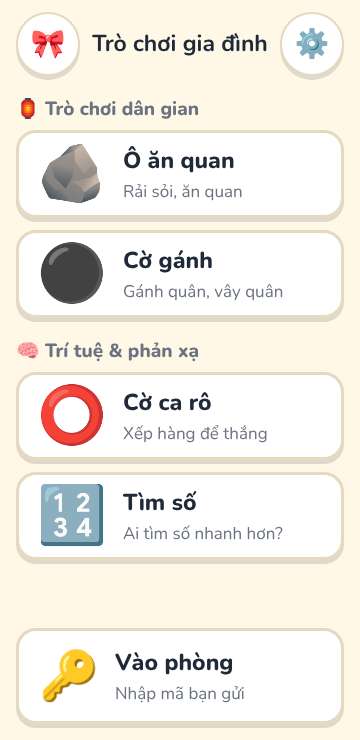 Trò chơi gia đình
Trò chơi dân gian
Ô ăn quan
Rải sỏi, ăn quan
Cờ gánh
Gánh quân, vây quân
Trí tuệ & phản xạ
Cờ ca rô
Xếp hàng để thắng
1 2
3 4
Tìm số
Ai tìm số nhanh hơn?
Vào phòng
Nhập mã bạn gửi